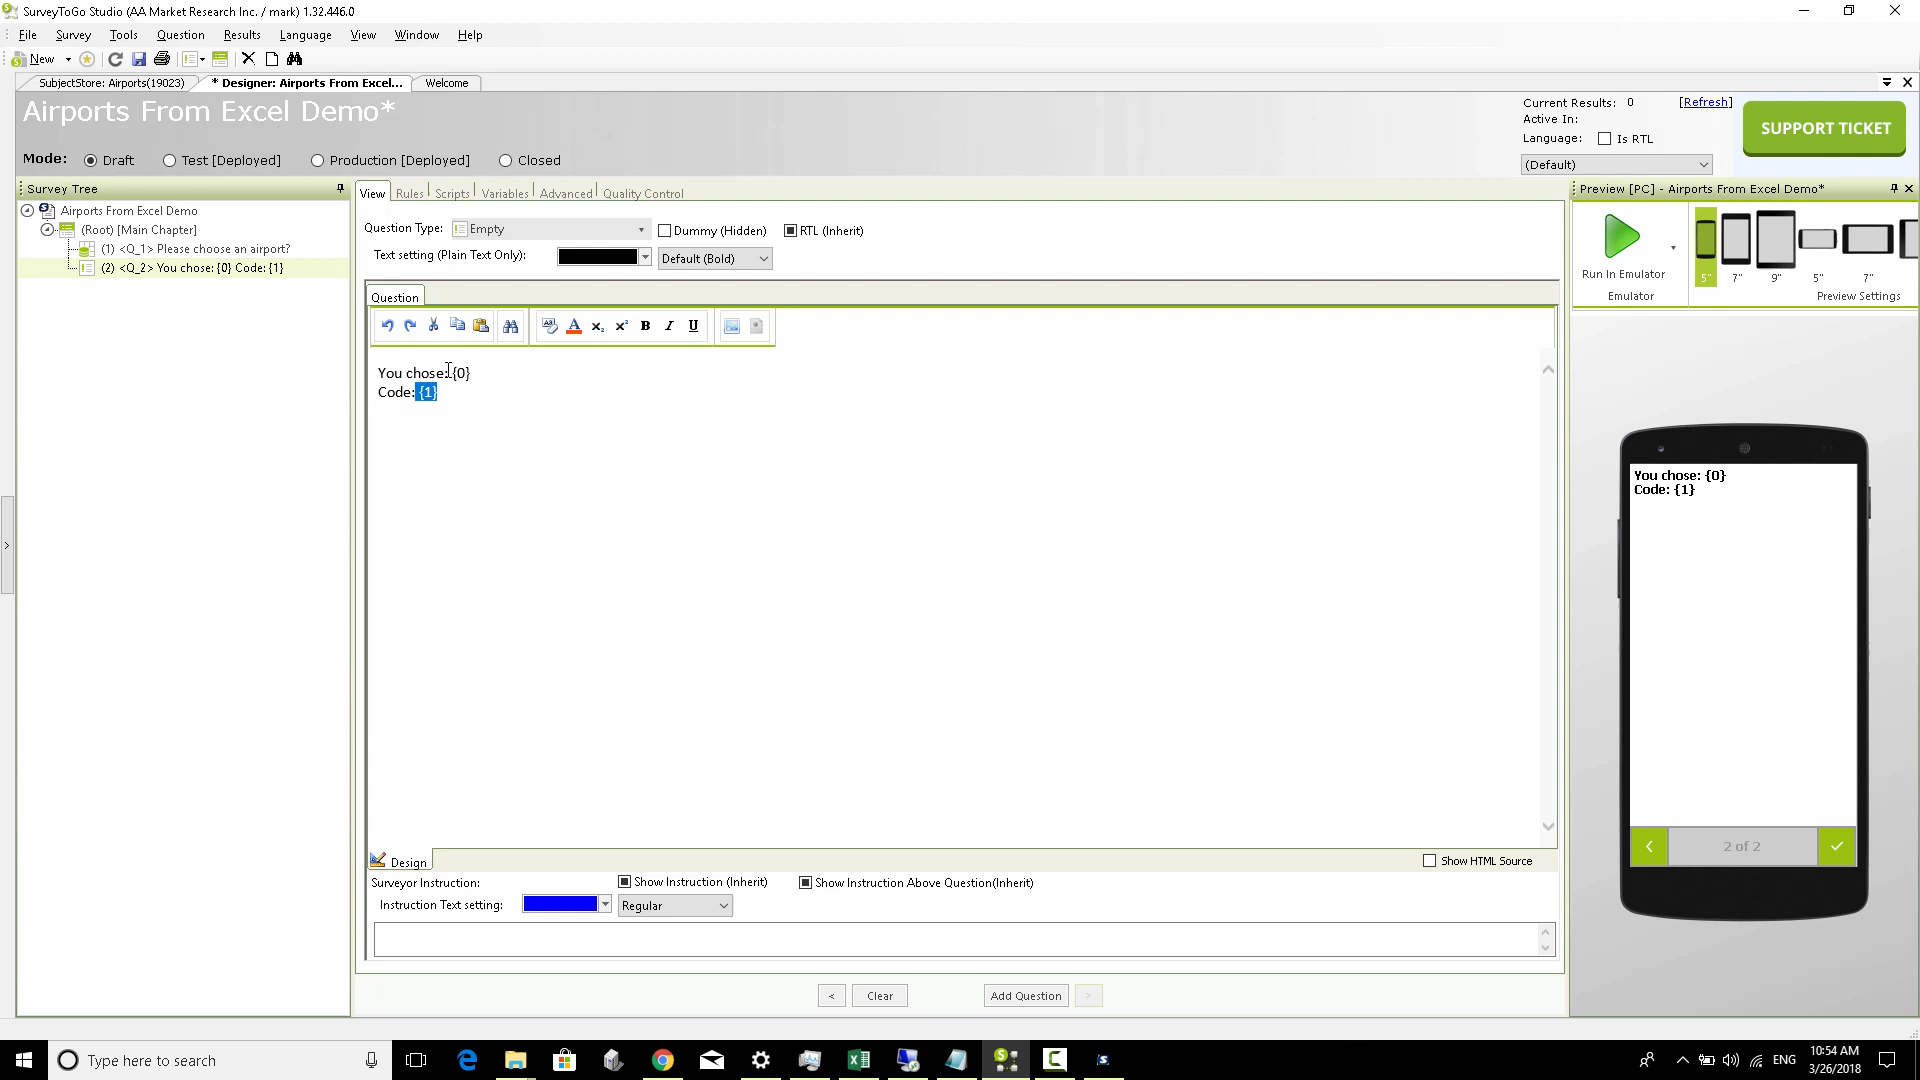 SurveyToGo Studio (AA Market Research Inc. / mark) 1.32.446.0
File Survey Tools Question Results Language View Window Help
New
SubjectStore: Airports(19023) * Designer: Airports From Excel... Welcome
Airports From Excel Demo*
Current Results: 0 [Refresh]
Active In:
Language: Is RTL
(Default)
SUPPORT TICKET
Mode: Draft Test [Deployed] Production [Deployed] Closed
Survey Tree
Airports From Excel Demo
(Root) [Main Chapter]
(1) <Q_1> Please choose an airport?
(2) <Q_2> You chose: {0} Code: {1}
View Rules Scripts Variables Advanced Quality Control
Question Type: Empty Dummy (Hidden) RTL (Inherit)
Text setting (Plain Text Only): Default (Bold)
Question
You chose: {0}
Code: {1}
Design
Show HTML Source
Surveyor Instruction: Show Instruction (Inherit) Show Instruction Above Question(Inherit)
Instruction Text setting: Regular
< Clear Add Question >
Preview [PC] - Airports From Excel Demo*
Run In Emulator
5" 7" 9" 5" 7"
Emulator Preview Settings
You chose: {0}
Code: {1}
2 of 2
Type here to search
ENG
10:54 AM
3/26/2018